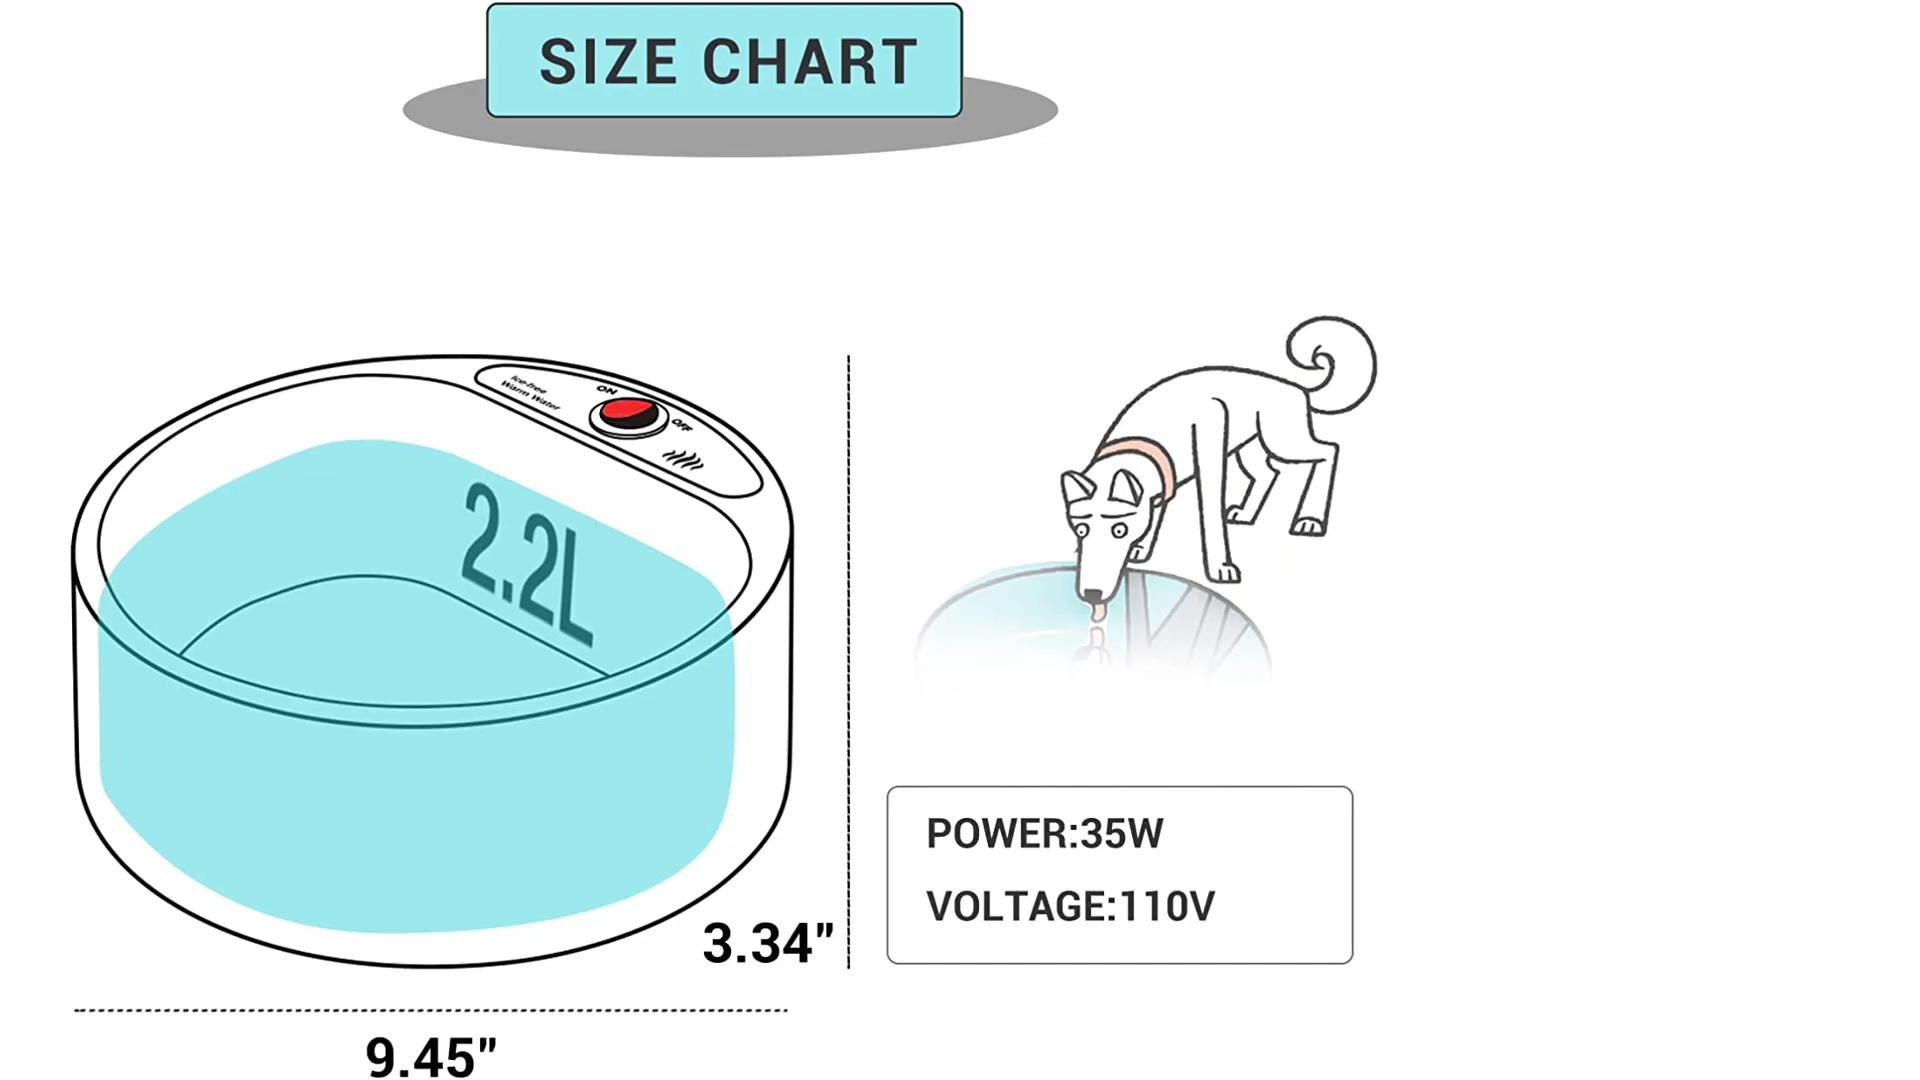 SIZE CHART
Ice-free
Warm Water
ON
OFF
2.2L
3.34"
9.45"
POWER:35W
VOLTAGE:110V